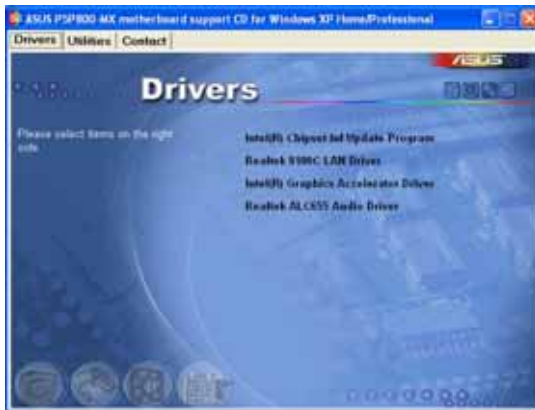 ASUS P5P800-MX motherboard support CD for Windows XP Home/Professional
Drivers Utilities Contact
ASUS
Drivers
Please select items on the right side.
Intel(R) Chipset Inf Update Program
Realtek 8100C LAN Driver
Intel(R) Graphics Accelerator Driver
Realtek ALC655 Audio Driver